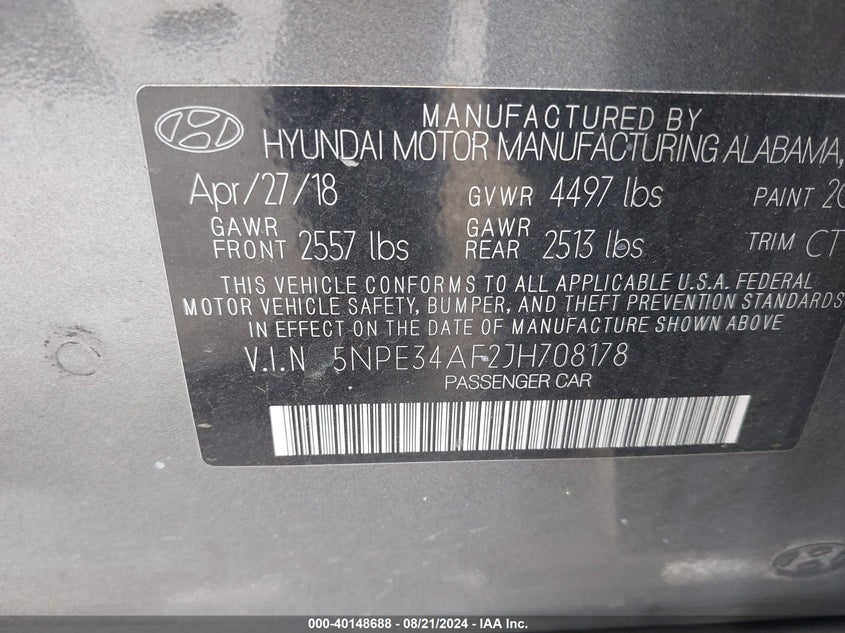 MANUFACTURED BY
HYUNDAI MOTOR MANUFACTURING ALABAMA,
Apr/27/18 GVWR 4497 lbs PAINT
GAWR FRONT 2557 lbs GAWR REAR 2513 lbs TRIM CT
THIS VEHICLE CONFORMS TO ALL APPLICABLE U.S.A. FEDERAL
MOTOR VEHICLE SAFETY, BUMPER, AND THEFT PREVENTION STANDARDS
IN EFFECT ON THE DATE OF MANUFACTURE SHOWN ABOVE
V.I.N 5NPE34AF2JH708178
PASSENGER CAR
000-40148688 - 08/21/2024 - IAA Inc.